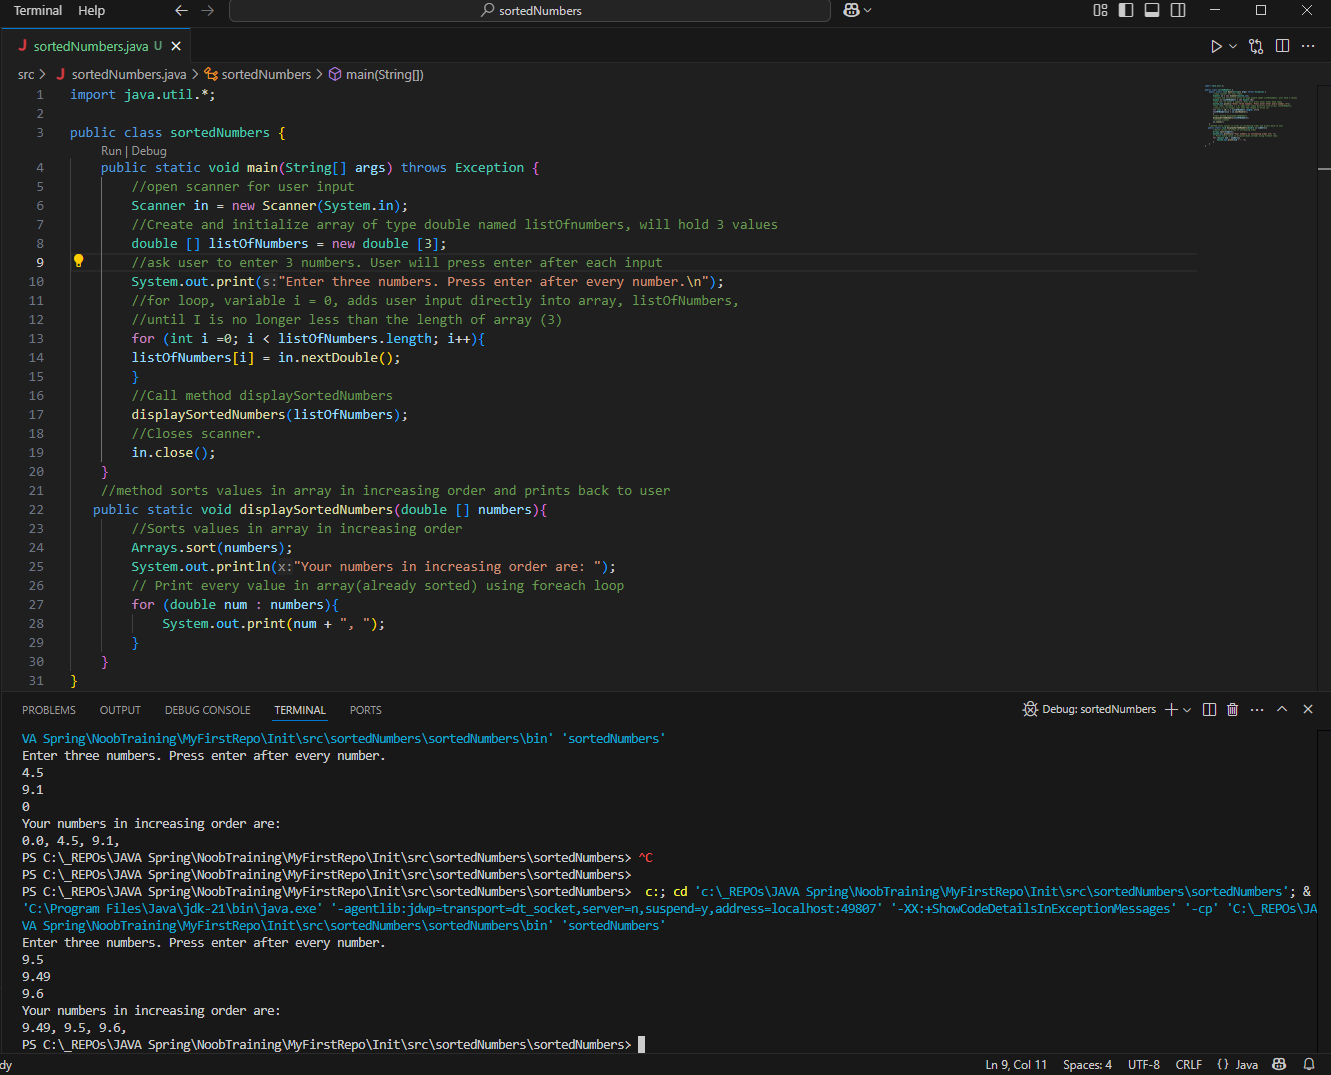 Terminal Help sortedNumbers
J sortedNumbers.java U
src > J sortedNumbers.java > sortedNumbers > main(String[])
1 import java.util.*;
2
3 public class sortedNumbers {
Run | Debug
4 public static void main(String[] args) throws Exception {
5 //open scanner for user input
6 Scanner in = new Scanner(System.in);
7 //Create and initialize array of type double named listOfnumbers, will hold 3 values
8 double [] listOfNumbers = new double [3];
9 //ask user to enter 3 numbers. User will press enter after each input
10 System.out.print(s:"Enter three numbers. Press enter after every number.\n");
11 //for loop, variable i = 0, adds user input directly into array, listOfNumbers,
12 //until I is no longer less than the length of array (3)
13 for (int i =0; i < listOfNumbers.length; i++){
14 listOfNumbers[i] = in.nextDouble();
15 }
16 //Call method displaySortedNumbers
17 displaySortedNumbers(listOfNumbers);
18 //Closes scanner.
19 in.close();
20 }
21 //method sorts values in array in increasing order and prints back to user
22 public static void displaySortedNumbers(double [] numbers){
23 //Sorts values in array in increasing order
24 Arrays.sort(numbers);
25 System.out.println(x:"Your numbers in increasing order are: ");
26 // Print every value in array(already sorted) using foreach loop
27 for (double num : numbers){
28 System.out.print(num + ", ");
29 }
30 }
31 }
PROBLEMS OUTPUT DEBUG CONSOLE TERMINAL PORTS Debug: sortedNumbers
VA Spring\NoobTraining\MyFirstRepo\Init\src\sortedNumbers\sortedNumbers\bin' 'sortedNumbers'
Enter three numbers. Press enter after every number.
4.5
9.1
0
Your numbers in increasing order are:
0.0, 4.5, 9.1,
PS C:\_REPOs\JAVA Spring\NoobTraining\MyFirstRepo\Init\src\sortedNumbers\sortedNumbers> ^C
PS C:\_REPOs\JAVA Spring\NoobTraining\MyFirstRepo\Init\src\sortedNumbers\sortedNumbers>
PS C:\_REPOs\JAVA Spring\NoobTraining\MyFirstRepo\Init\src\sortedNumbers\sortedNumbers> c:; cd 'c:\_REPOs\JAVA Spring\NoobTraining\MyFirstRepo\Init\src\sortedNumbers\sortedNumbers'; &
'C:\Program Files\Java\jdk-21\bin\java.exe' '-agentlib:jdwp=transport=dt_socket,server=n,suspend=y,address=localhost:49807' '-XX:+ShowCodeDetailsInExceptionMessages' '-cp' 'C:\_REPOs\JA
VA Spring\NoobTraining\MyFirstRepo\Init\src\sortedNumbers\sortedNumbers\bin' 'sortedNumbers'
Enter three numbers. Press enter after every number.
9.5
9.49
9.6
Your numbers in increasing order are:
9.49, 9.5, 9.6,
PS C:\_REPOs\JAVA Spring\NoobTraining\MyFirstRepo\Init\src\sortedNumbers\sortedNumbers>
dy Ln 9, Col 11 Spaces: 4 UTF-8 CRLF {} Java